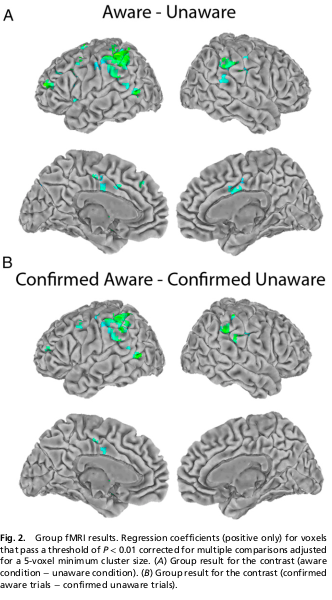 A
Aware - Unaware
B
Confirmed Aware - Confirmed Unaware
Fig. 2. Group fMRI results. Regression coefficients (positive only) for voxels
that pass a threshold of P < 0.01 corrected for multiple comparisons adjusted
for a 5-voxel minimum cluster size. (A) Group result for the contrast (aware
condition − unaware condition). (B) Group result for the contrast (confirmed
aware trials − confirmed unaware trials).